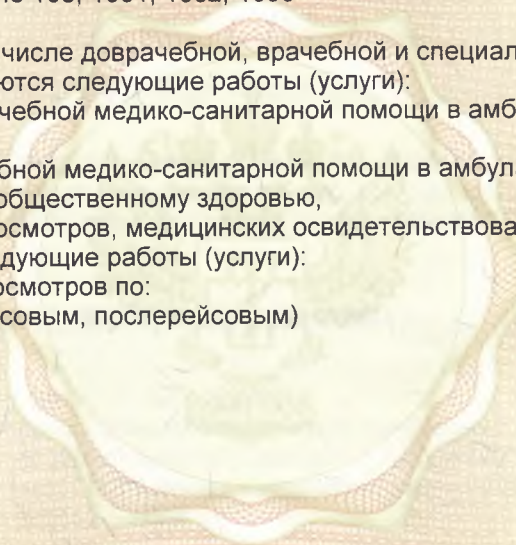 числе доврачебной, врачебной и специал
ются следующие работы (услуги):
чебной медико-санитарной помощи в амб
бной медико-санитарной помощи в амбула
общественному здоровью,
осмотров, медицинских освидетельствова
дующие работы (услуги):
осмотров по:
совым, послерейсовым)